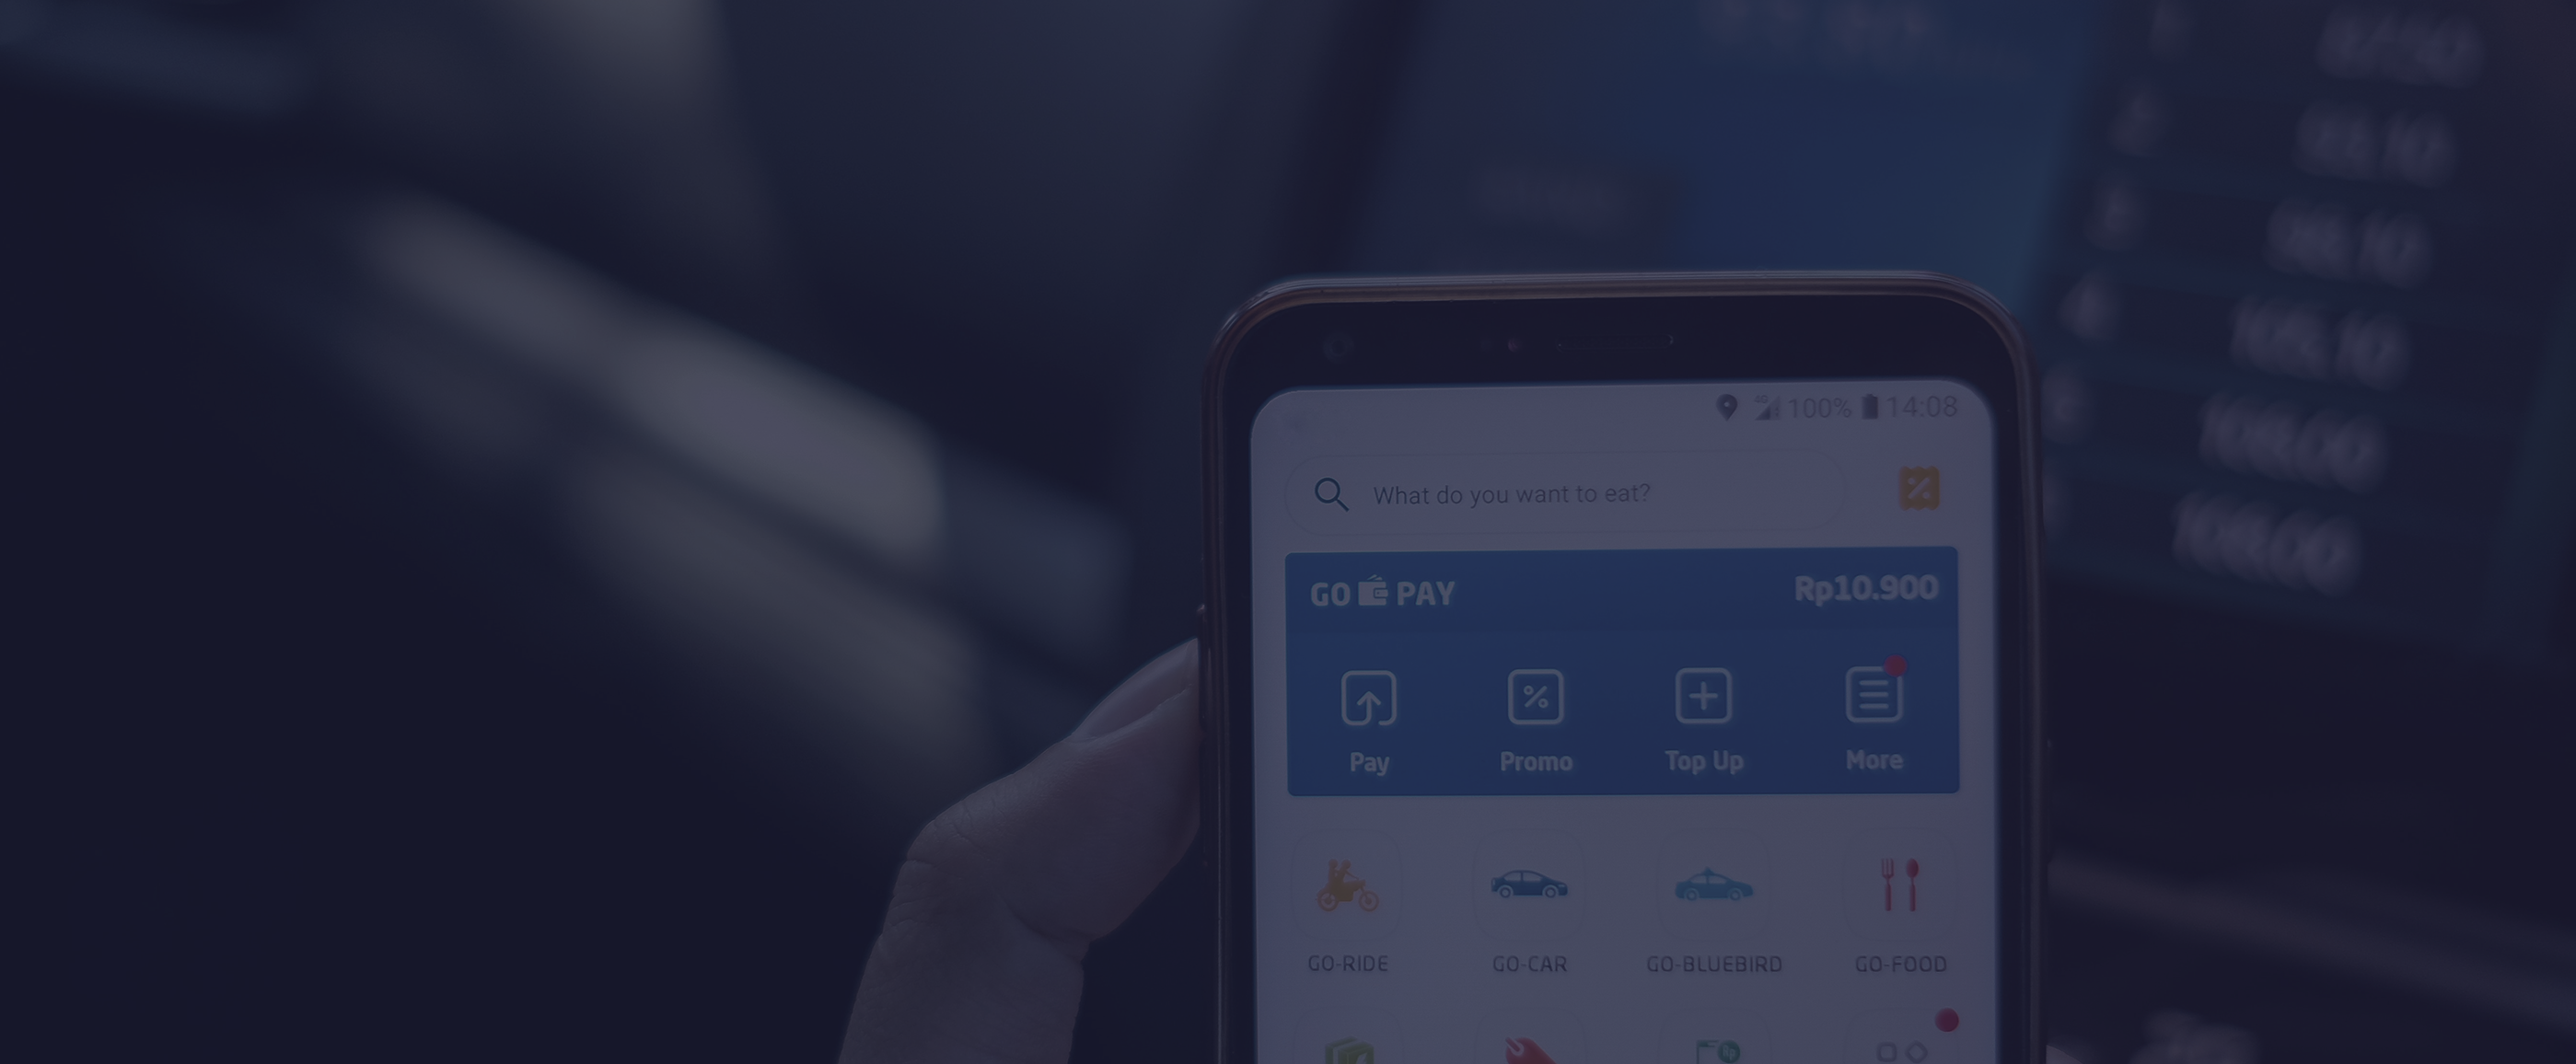 100% 14:08
What do you want to eat?
GO PAY Rp10.900
Pay Promo Top Up More
GO-RIDE GO-CAR GO-BLUEBIRD GO-FOOD
Rp